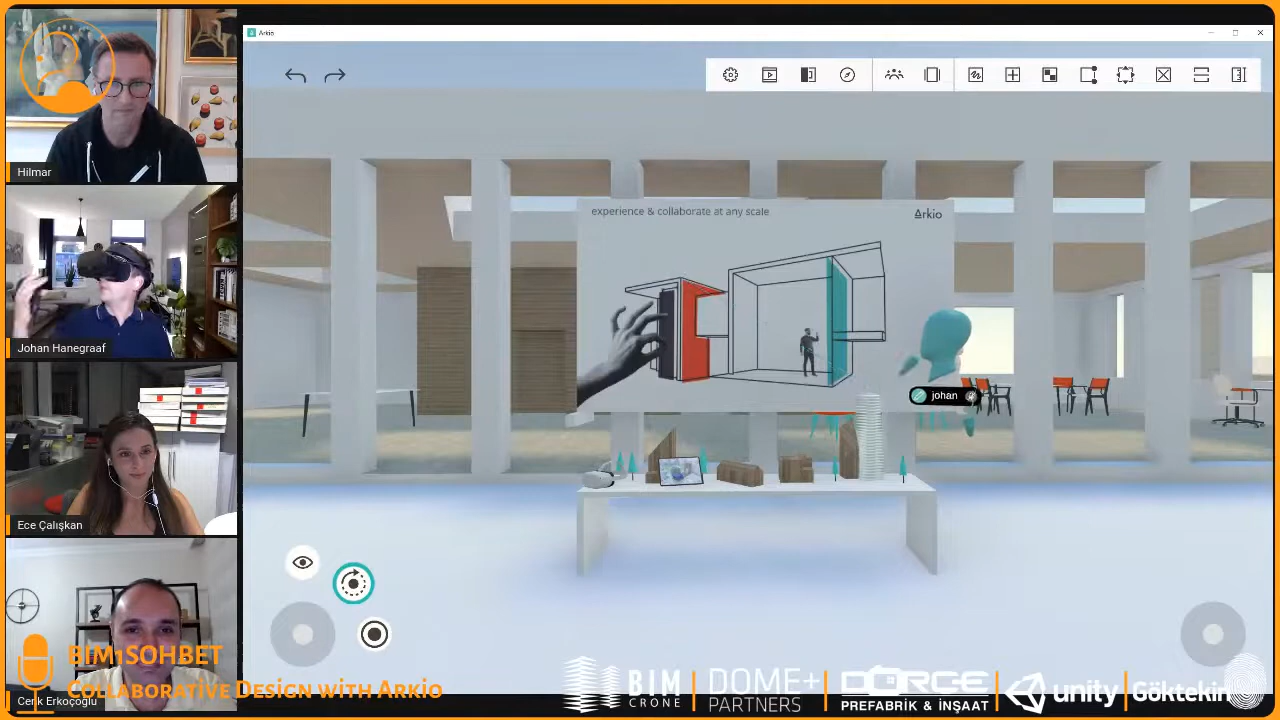 Hilmar
Johan Hanegraaf
Ece Çalışkan
Cenk Erkoçoğlu
Arkio
experience & collaborate at any scale
Arkio
johan
BIM1SOHBET
Collaborative Design with Arkio
BIM
CRONE
DOME+
PARTNERS
DORCE
PREFABRİK & İNŞAAT
unity
Göktekin